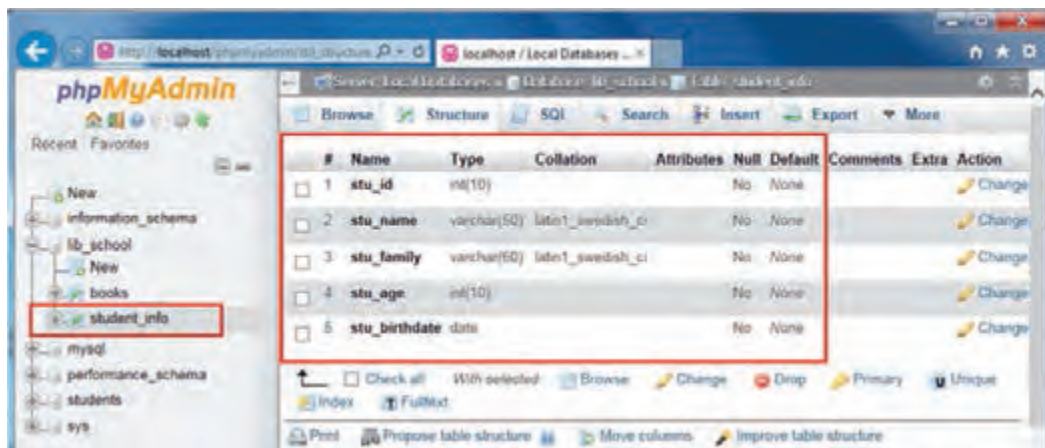 localhost
localhost / Local Databases ...
phpMyAdmin
Recent Favorites
New
information_schema
lib_school
New
books
student_info
mysql
performance_schema
students
sys
Browse Structure SQL Search Insert Export More
# Name Type Collation Attributes Null Default Comments Extra Action
1 stu_id int(10) No None Change
2 stu_name varchar(50) latin1_swedish_ci No None Change
3 stu_family varchar(60) latin1_swedish_ci No None Change
4 stu_age int(10) No None Change
5 stu_birthdate date No None Change
Check all With selected: Browse Change Drop Primary Unique
Index Fulltext
Print Propose table structure Move columns Improve table structure